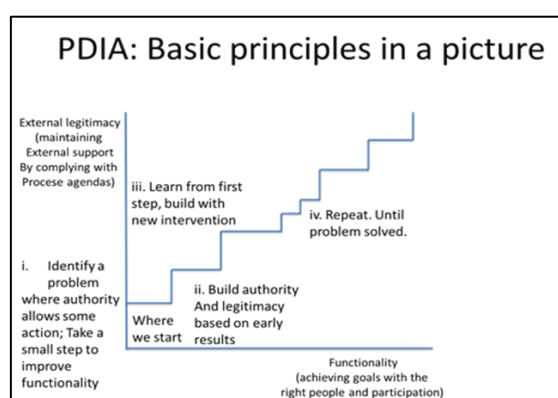 PDIA: Basic principles in a picture
External legitimacy
(maintaining
External support
By complying with
Procese agendas)
iii. Learn from first
step, build with
new intervention
iv. Repeat. Until
problem solved.
i. Identify a
problem
where authority
allows some
action; Take a
small step to
improve
functionality
ii. Build authority
And legitimacy
based on early
results
Where
we start
Functionality
(achieving goals with the
right people and participation)